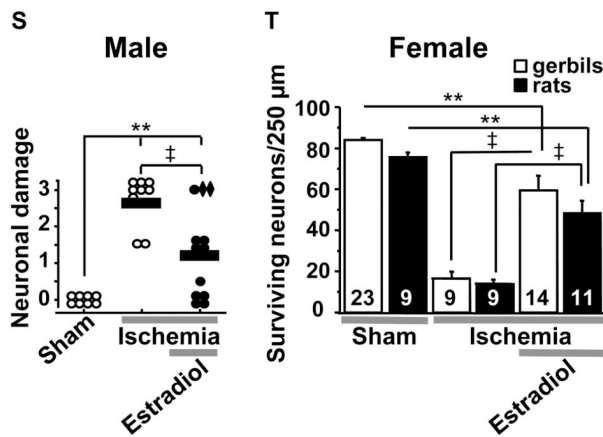 S
Male
Neuronal damage
3
2
1
0
**
‡
Sham
Ischemia
Estradiol
T
Female
gerbils
rats
Surviving neurons/250 µm
100
80
60
40
20
0
**
**
‡
‡
23
9
9
9
14
11
Sham
Ischemia
Estradiol